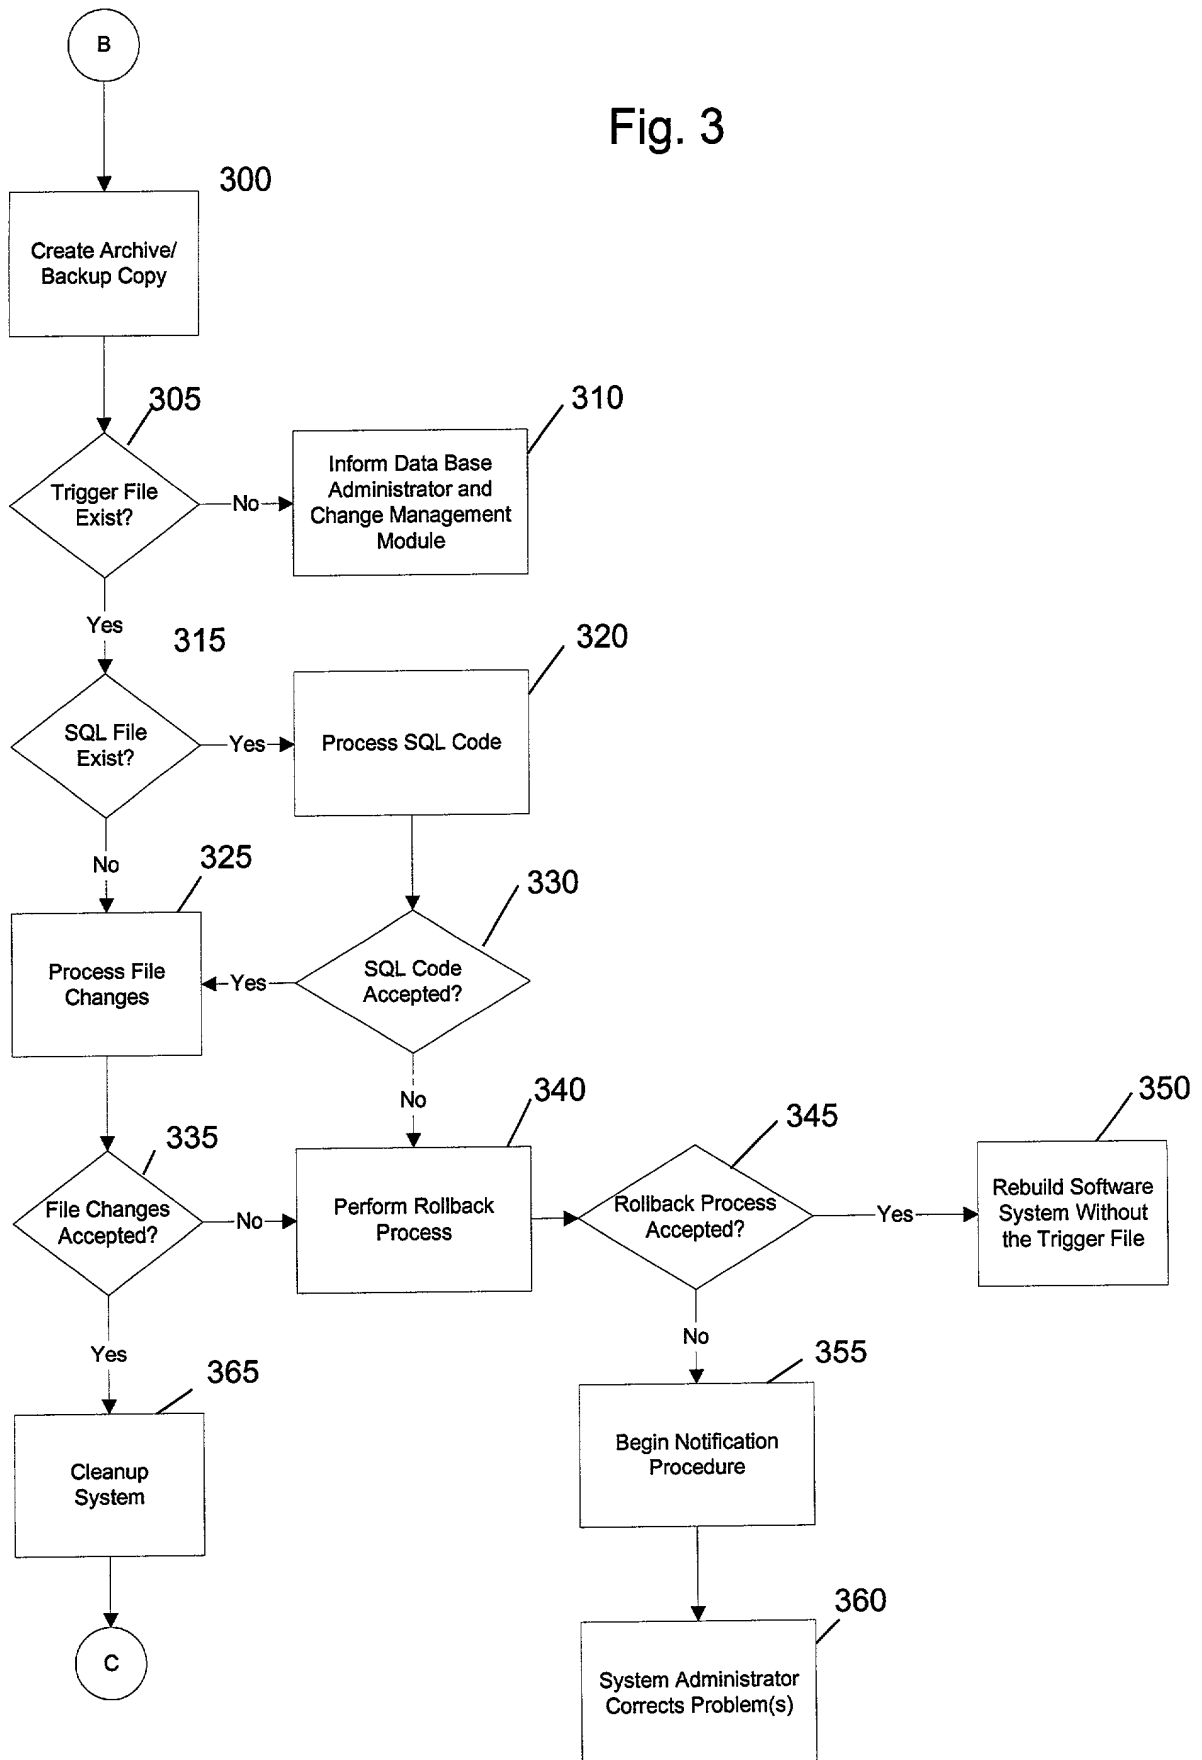 B
Fig. 3
300
Create Archive/
Backup Copy
305
310
Trigger File
Exist?
No
Inform Data Base
Administrator and
Change Management
Module
Yes
315
320
SQL File
Exist?
Yes
Process SQL Code
No
325
330
Process File
Changes
Yes
SQL Code
Accepted?
No
340
335
345
350
File Changes
Accepted?
No
Perform Rollback
Process
Rollback Process
Accepted?
Yes
Rebuild Software
System Without
the Trigger File
Yes
No
365
355
Cleanup
System
Begin Notification
Procedure
360
C
System Administrator
Corrects Problem(s)